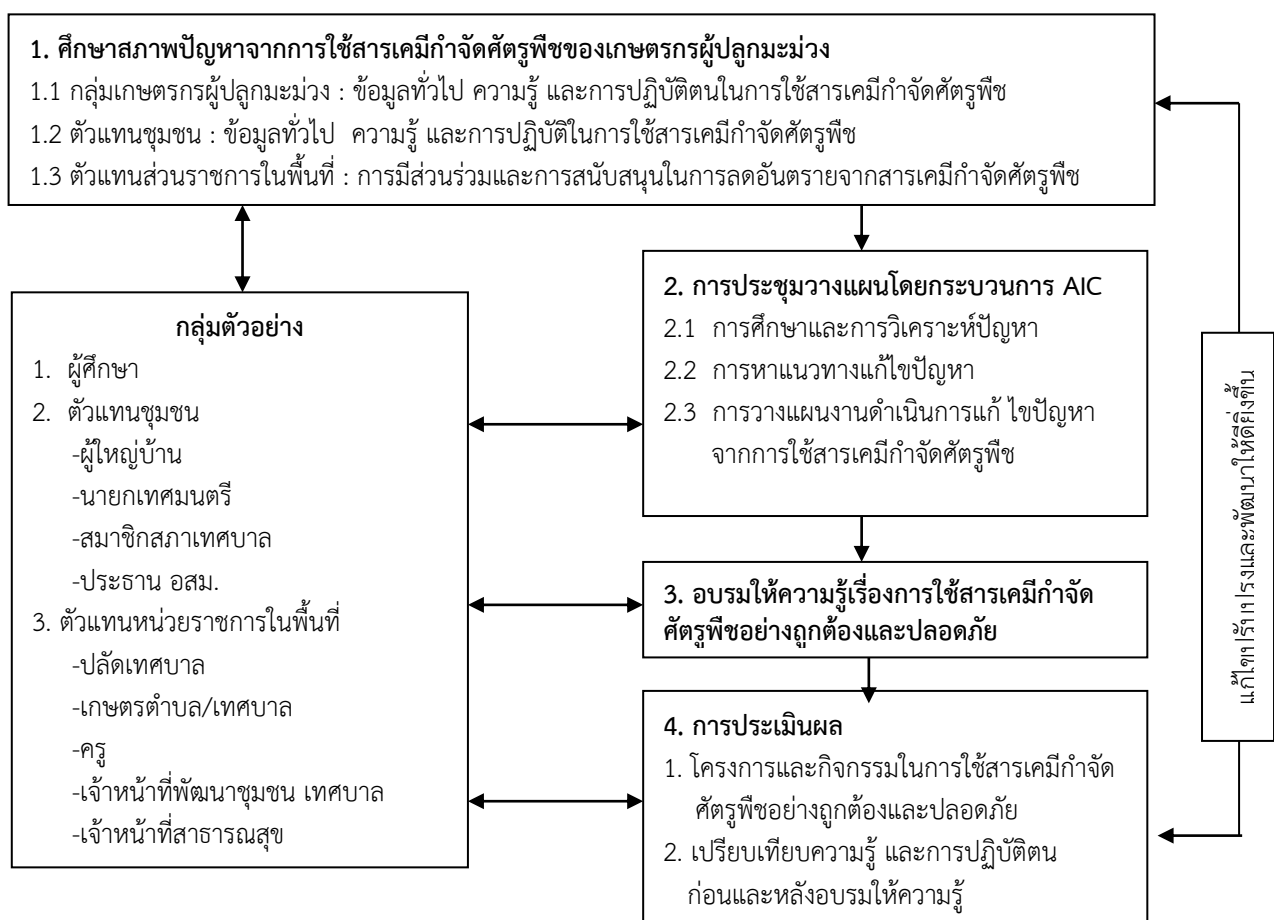 1. ศึกษาสภาพปัญหาจากการใช้สารเคมีกำจัดศัตรูพืชของเกษตรกรผู้ปลูกมะม่วง
1.1 กลุ่มเกษตรกรผู้ปลูกมะม่วง : ข้อมูลทั่วไป ความรู้ และการปฏิบัติตนในการใช้สารเคมีกำจัดศัตรูพืช
1.2 ตัวแทนชุมชน : ข้อมูลทั่วไป ความรู้ และการปฏิบัติในการใช้สารเคมีกำจัดศัตรูพืช
1.3 ตัวแทนส่วนราชการในพื้นที่ : การมีส่วนร่วมและการสนับสนุนในการลดอันตรายจากสารเคมีกำจัดศัตรูพืช
กลุ่มตัวอย่าง
1. ผู้ศึกษา
2. ตัวแทนชุมชน
-ผู้ใหญ่บ้าน
-นายกเทศมนตรี
-สมาชิกสภาเทศบาล
-ประธาน อสม.
3. ตัวแทนหน่วยราชการในพื้นที่
-ปลัดเทศบาล
-เกษตรตำบล/เทศบาล
-ครู
-เจ้าหน้าที่พัฒนาชุมชน เทศบาล
-เจ้าหน้าที่สาธารณสุข
2. การประชุมวางแผนโดยกระบวนการ AIC
2.1 การศึกษาและการวิเคราะห์ปัญหา
2.2 การหาแนวทางแก้ไขปัญหา
2.3 การวางแผนงานดำเนินการแก้ ไขปัญหา
จากการใช้สารเคมีกำจัดศัตรูพืช
3. อบรมให้ความรู้เรื่องการใช้สารเคมีกำจัด
ศัตรูพืชอย่างถูกต้องและปลอดภัย
4. การประเมินผล
1. โครงการและกิจกรรมในการใช้สารเคมีกำจัด
ศัตรูพืชอย่างถูกต้องและปลอดภัย
2. เปรียบเทียบความรู้ และการปฏิบัติตน
ก่อนและหลังอบรมให้ความรู้
แก้ไขปรับปรุงและพัฒนาให้ดียิ่งขึ้น